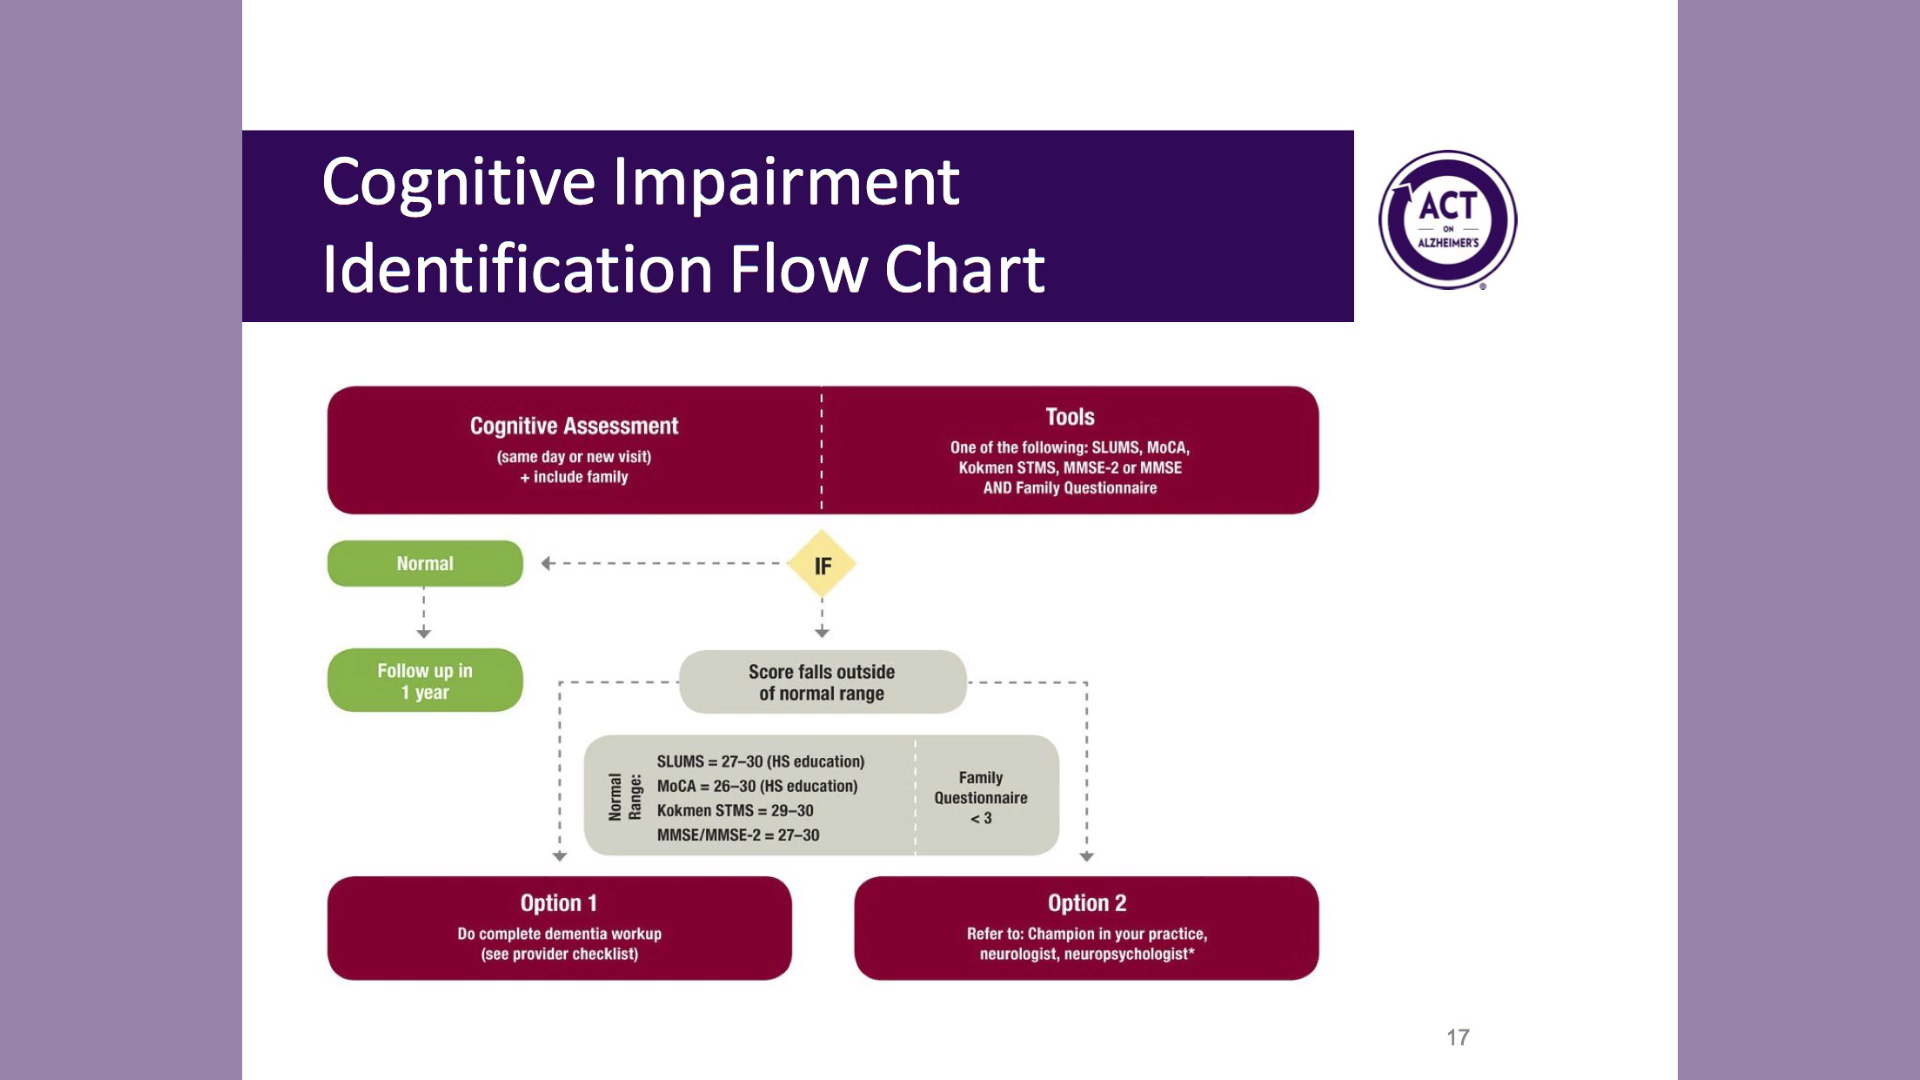 Cognitive Impairment
Identification Flow Chart
ACT
ON
ALZHEIMER'S
®
Cognitive Assessment
(same day or new visit)
+ include family
Tools
One of the following: SLUMS, MoCA,
Kokmen STMS, MMSE-2 or MMSE
AND Family Questionnaire
Normal
IF
Follow up in
1 year
Score falls outside
of normal range
Normal
Range:
SLUMS = 27–30 (HS education)
MoCA = 26–30 (HS education)
Kokmen STMS = 29–30
MMSE/MMSE-2 = 27–30
Family
Questionnaire
< 3
Option 1
Do complete dementia workup
(see provider checklist)
Option 2
Refer to: Champion in your practice,
neurologist, neuropsychologist*
17